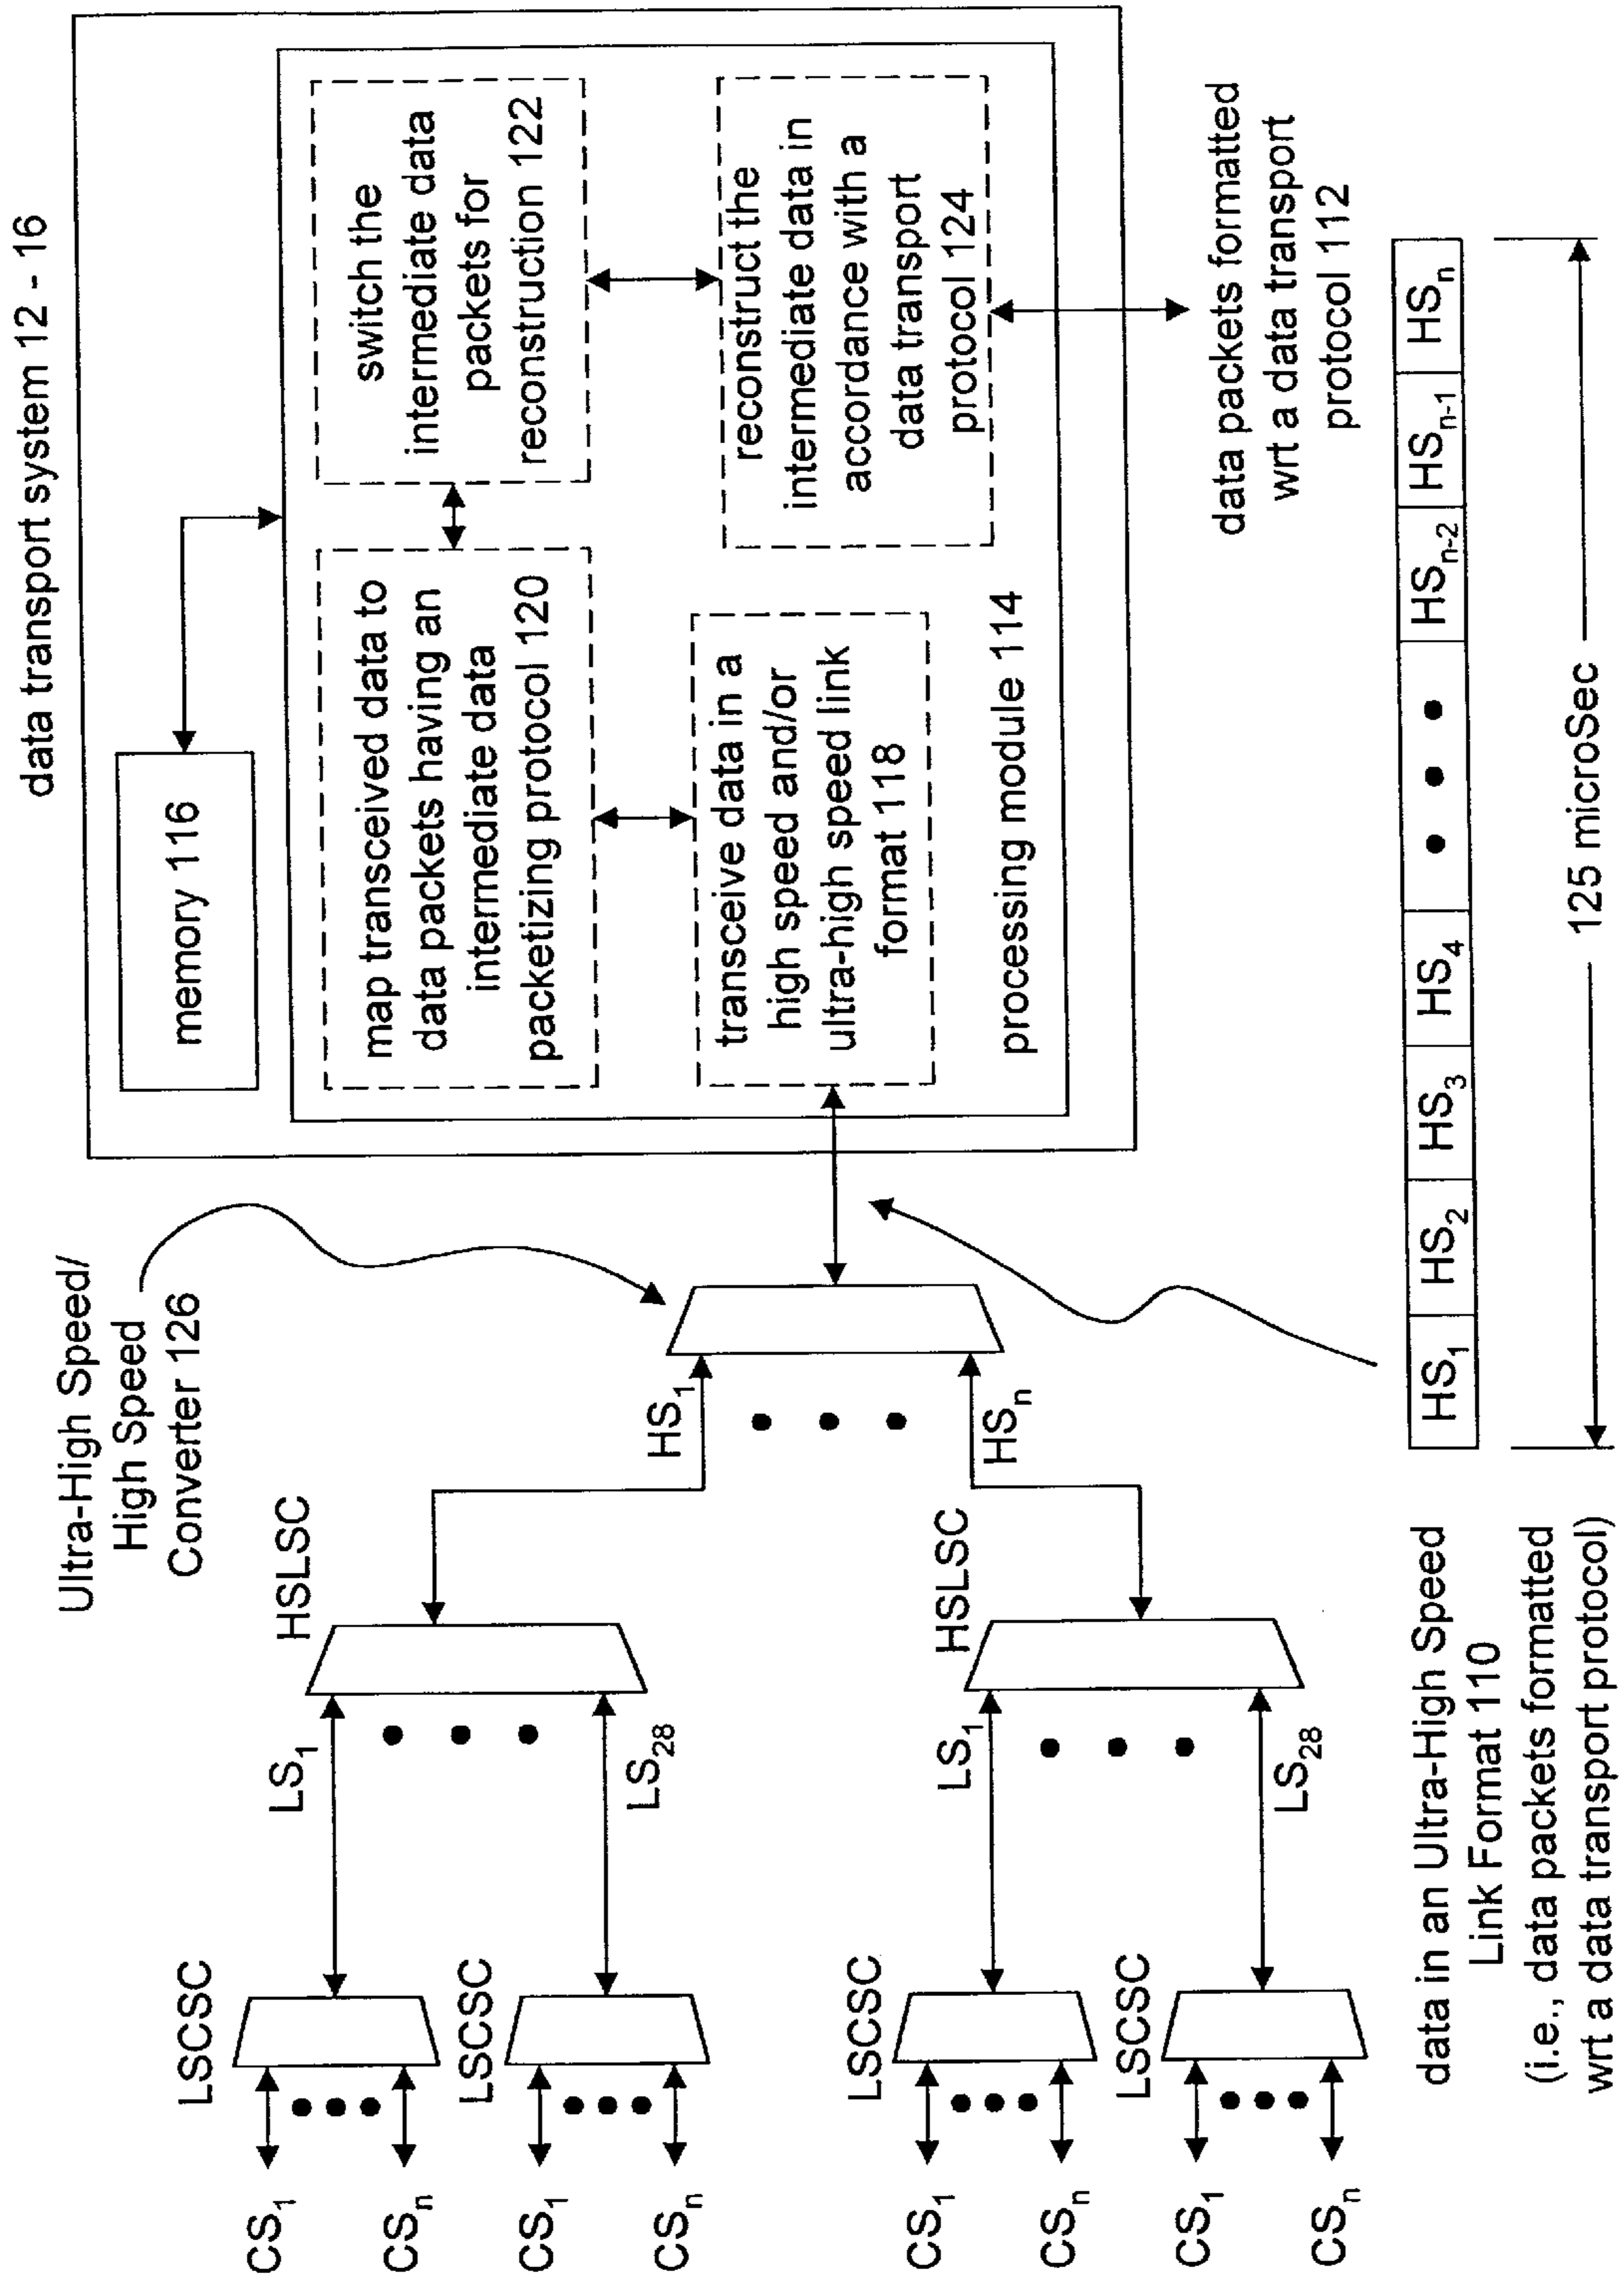 data transport system 12 - 16
memory 116
map transceived data to
data packets having an
intermediate data
packetizing protocol 120
switch the
intermediate data
packets for
reconstruction 122
transceive data in a
high speed and/or
ultra-high speed link
format 118
reconstruct the
intermediate data in
accordance with a
data transport
protocol 124
processing module 114
data packets formatted
wrt a data transport
protocol 112
Ultra-High Speed/
High Speed
Converter 126
HS1
HSn
HSLSC
HSLSC
LS1
LS28
LS1
LS28
LSCSC
LSCSC
LSCSC
LSCSC
CS1
CSn
CS1
CSn
CS1
CSn
CS1
CSn
HS1 HS2 HS3 HS4 HSn-2 HSn-1 HSn
125 microSec
data in an Ultra-High Speed
Link Format 110
(i.e., data packets formatted
wrt a data transport protocol)